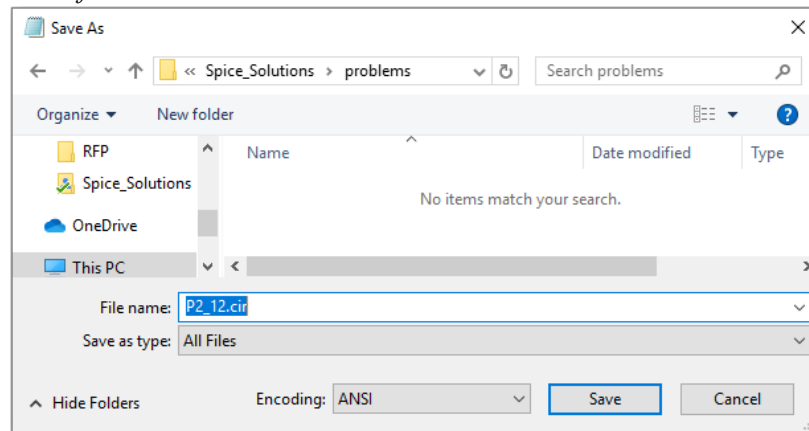 Save As
« Spice_Solutions › problems
Search problems
Organize
New folder
RFP
Name
Date modified
Type
Spice_Solutions
No items match your search.
OneDrive
This PC
File name: P2_12.cir
Save as type: All Files
Hide Folders
Encoding: ANSI
Save
Cancel